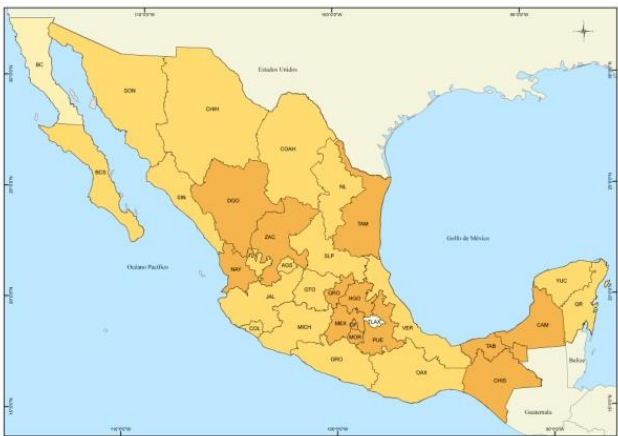 BC
SON
CHIH
Estados Unidos
COAH
BCS
SIN
DGO
NL
TAM
ZAC
Golfo de México
SLP
Océano Pacífico
NAY
AGS
YUC
GTO
QRO
HGO
JAL
QR
TLAX
CAM
COL
MICH
MEX
DF
VER
MOR
PUE
TAB
GRO
OAX
Belice
CHIS
Guatemala